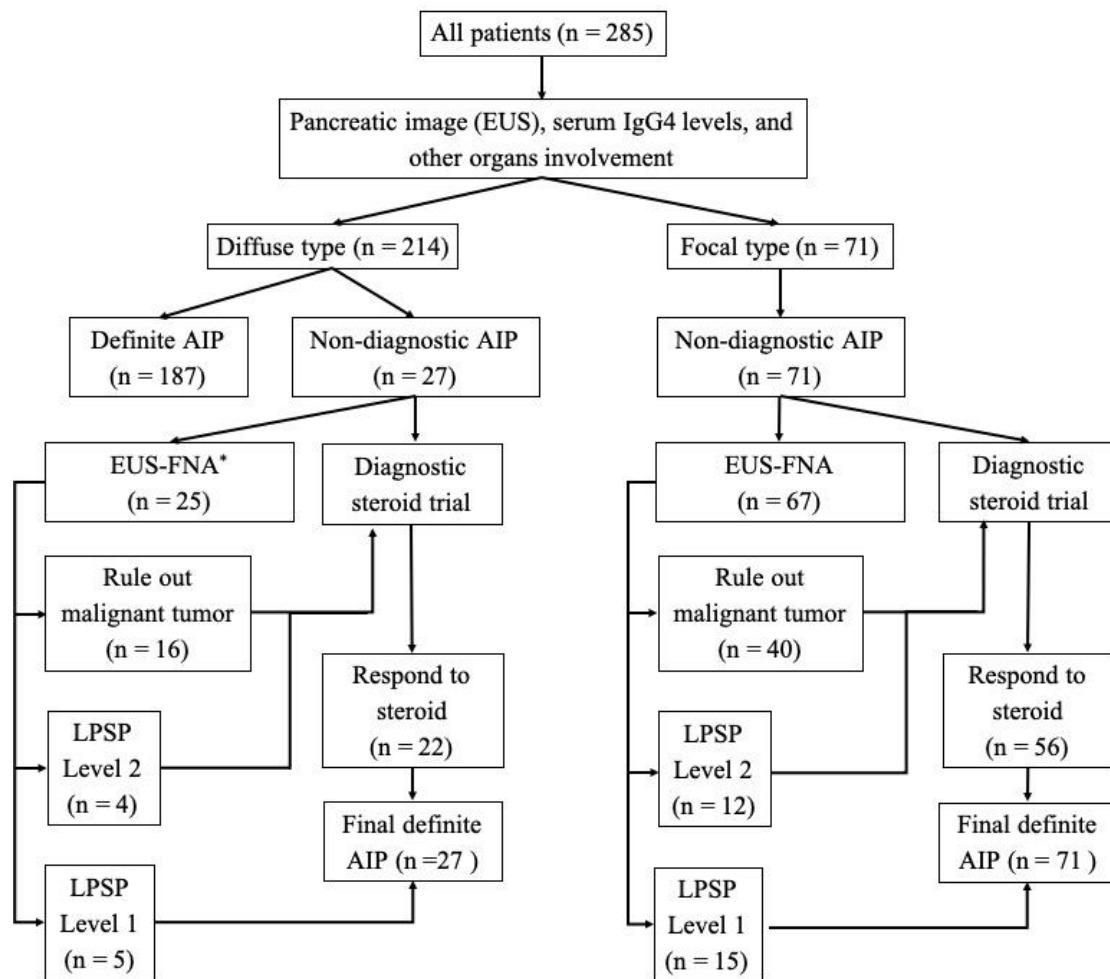 All patients (n = 285)
Pancreatic image (EUS), serum IgG4 levels, and
other organs involvement
Diffuse type (n = 214)
Focal type (n = 71)
Definite AIP
(n = 187)
Non-diagnostic AIP
(n = 27)
Non-diagnostic AIP
(n = 71)
EUS-FNA*
(n = 25)
Diagnostic
steroid trial
EUS-FNA
(n = 67)
Diagnostic
steroid trial
Rule out
malignant tumor
(n = 16)
Respond to
steroid
(n = 22)
Rule out
malignant tumor
(n = 40)
Respond to
steroid
(n = 56)
LPSP
Level 2
(n = 4)
Final definite
AIP (n =27 )
LPSP
Level 2
(n = 12)
Final definite
AIP (n = 71 )
LPSP
Level 1
(n = 5)
LPSP
Level 1
(n = 15)